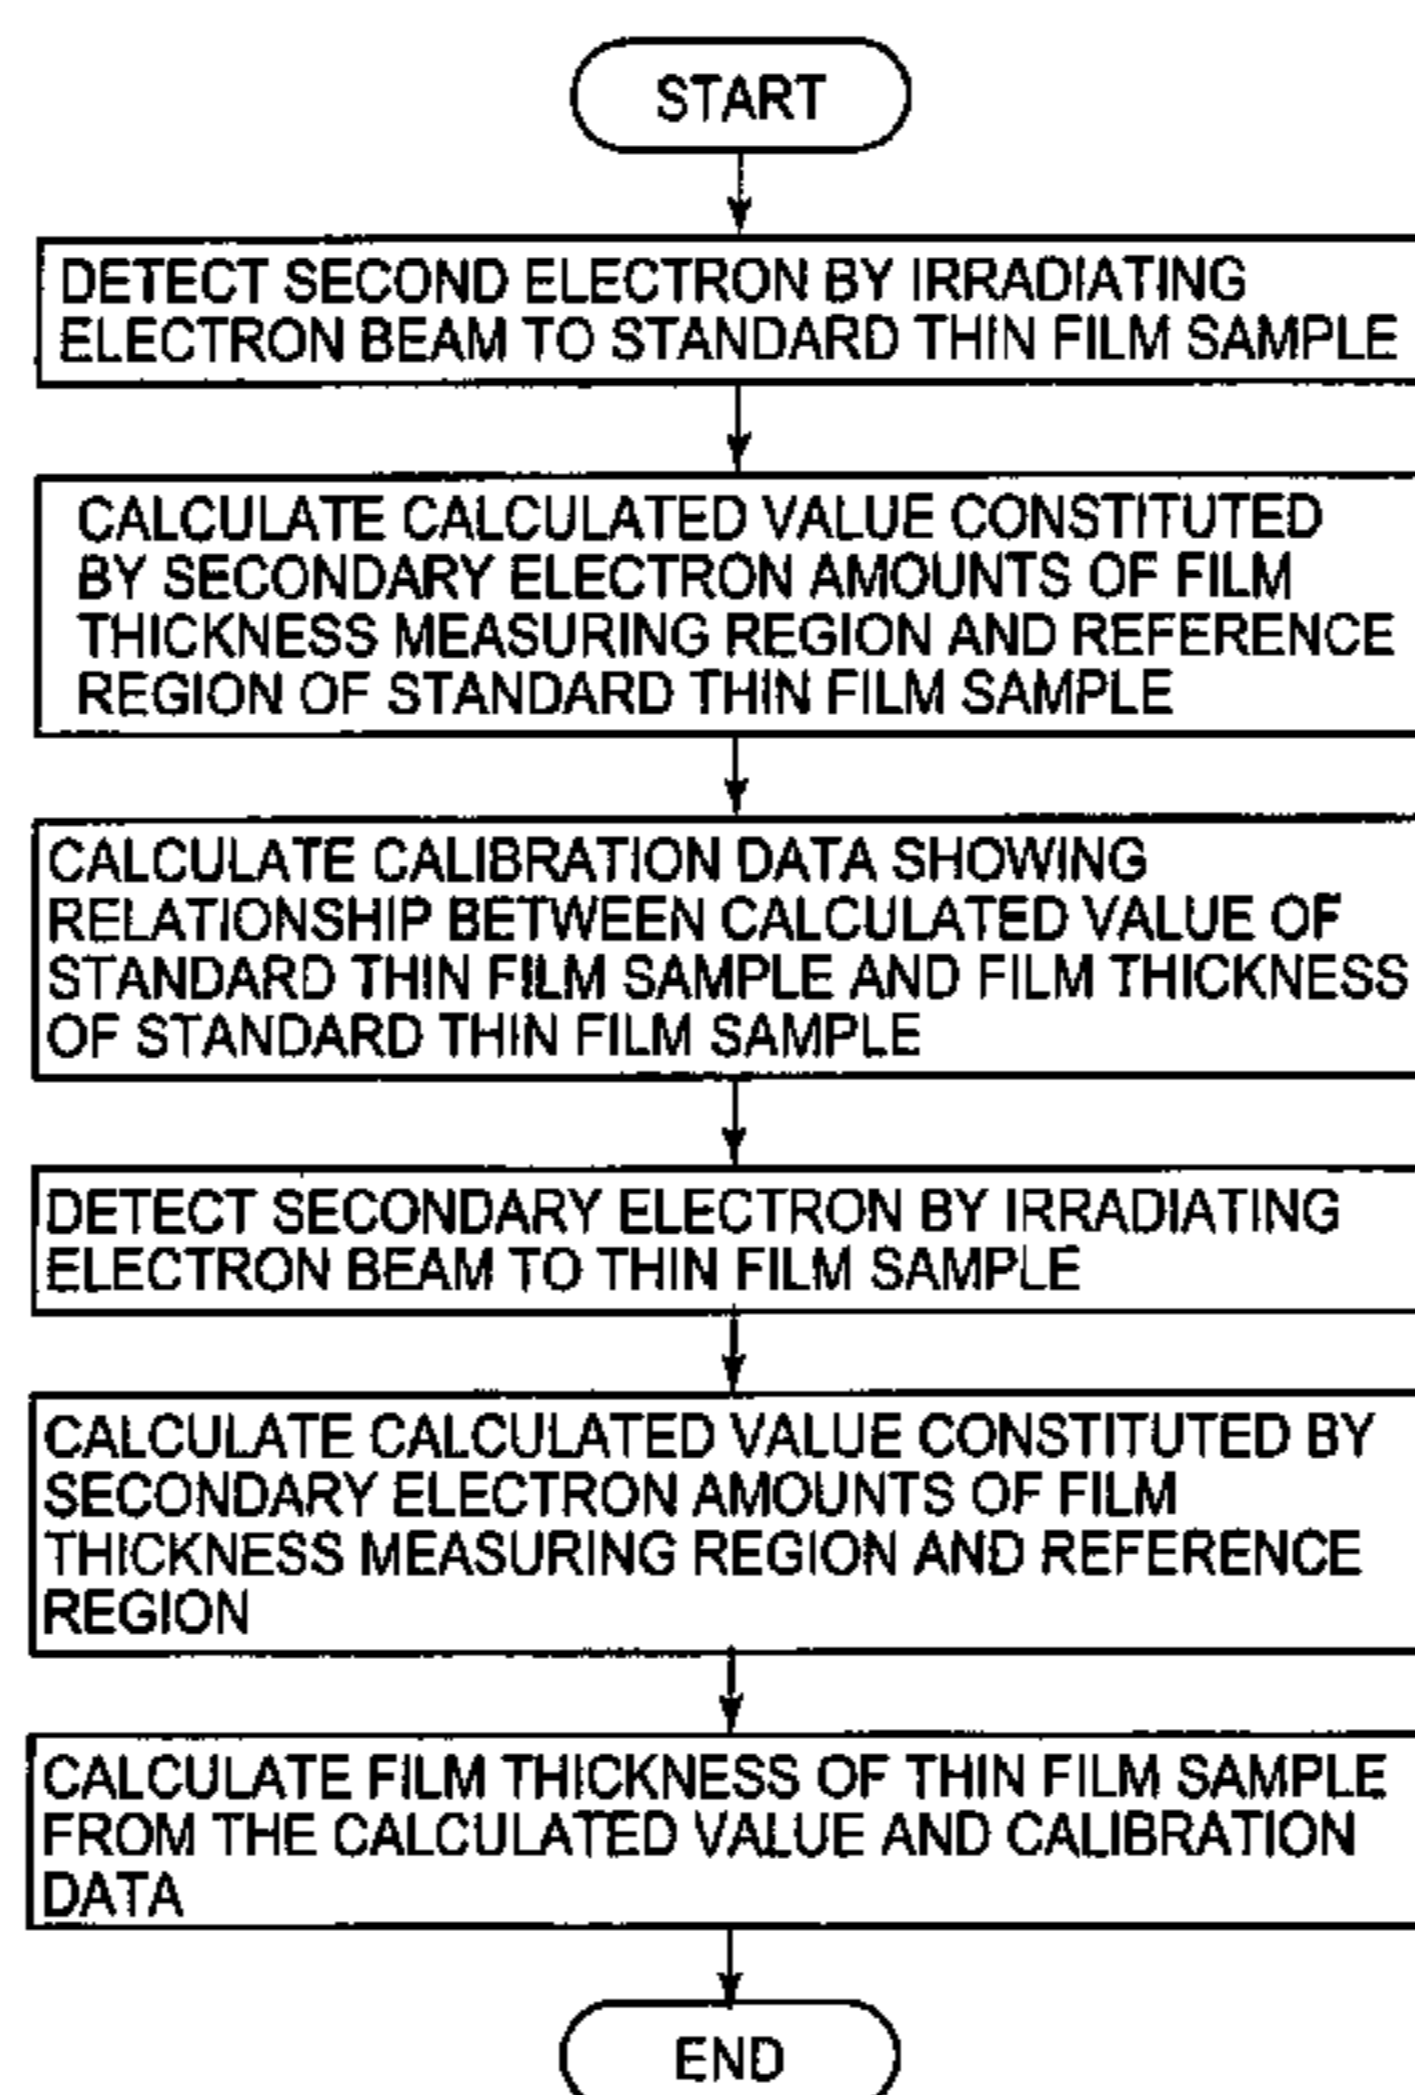 START
DETECT SECOND ELECTRON BY IRRADIATING
ELECTRON BEAM TO STANDARD THIN FILM SAMPLE
CALCULATE CALCULATED VALUE CONSTITUTED
BY SECONDARY ELECTRON AMOUNTS OF FILM
THICKNESS MEASURING REGION AND REFERENCE
REGION OF STANDARD THIN FILM SAMPLE
CALCULATE CALIBRATION DATA SHOWING
RELATIONSHIP BETWEEN CALCULATED VALUE OF
STANDARD THIN FILM SAMPLE AND FILM THICKNESS
OF STANDARD THIN FILM SAMPLE
DETECT SECONDARY ELECTRON BY IRRADIATING
ELECTRON BEAM TO THIN FILM SAMPLE
CALCULATE CALCULATED VALUE CONSTITUTED BY
SECONDARY ELECTRON AMOUNTS OF FILM
THICKNESS MEASURING REGION AND REFERENCE
REGION
CALCULATE FILM THICKNESS OF THIN FILM SAMPLE
FROM THE CALCULATED VALUE AND CALIBRATION
DATA
END